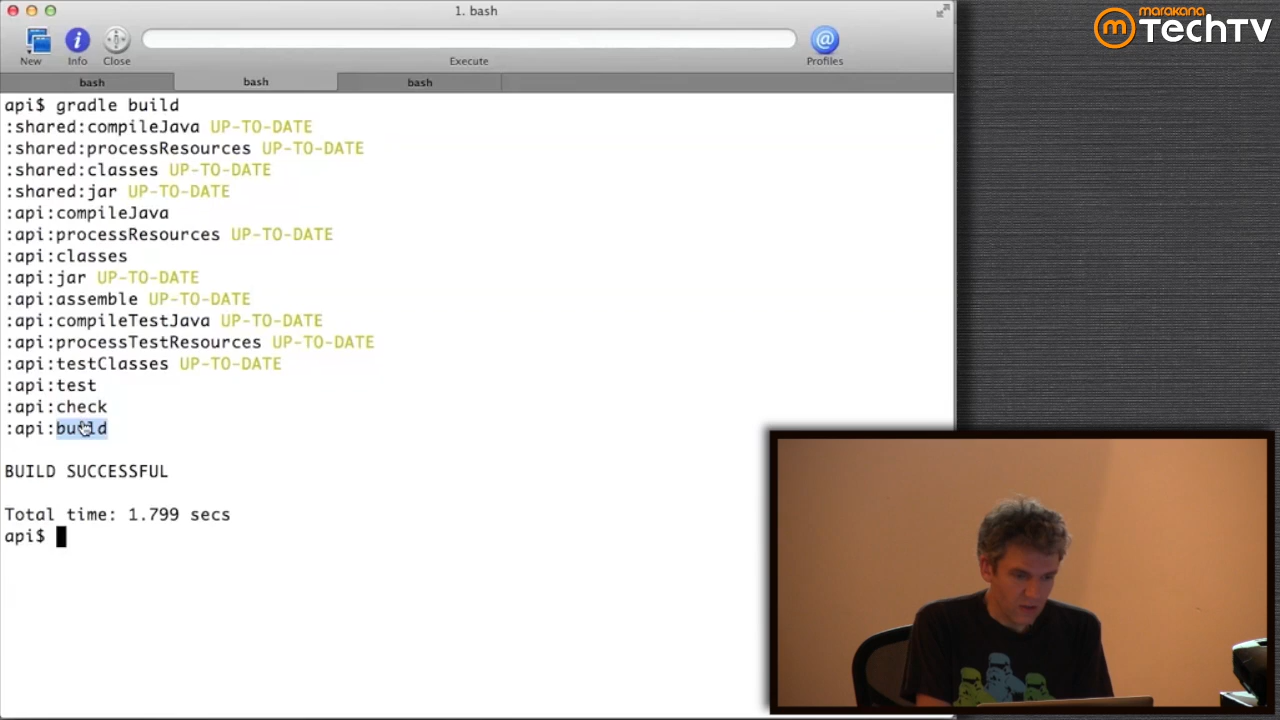 1. bash
marakana
m TechTV
New Info Close Execute Profiles
bash bash bash
api$ gradle build
:shared:compileJava UP-TO-DATE
:shared:processResources UP-TO-DATE
:shared:classes UP-TO-DATE
:shared:jar UP-TO-DATE
:api:compileJava
:api:processResources UP-TO-DATE
:api:classes
:api:jar UP-TO-DATE
:api:assemble UP-TO-DATE
:api:compileTestJava UP-TO-DATE
:api:processTestResources UP-TO-DATE
:api:testClasses UP-TO-DATE
:api:test
:api:check
:api:build
BUILD SUCCESSFUL
Total time: 1.799 secs
api$